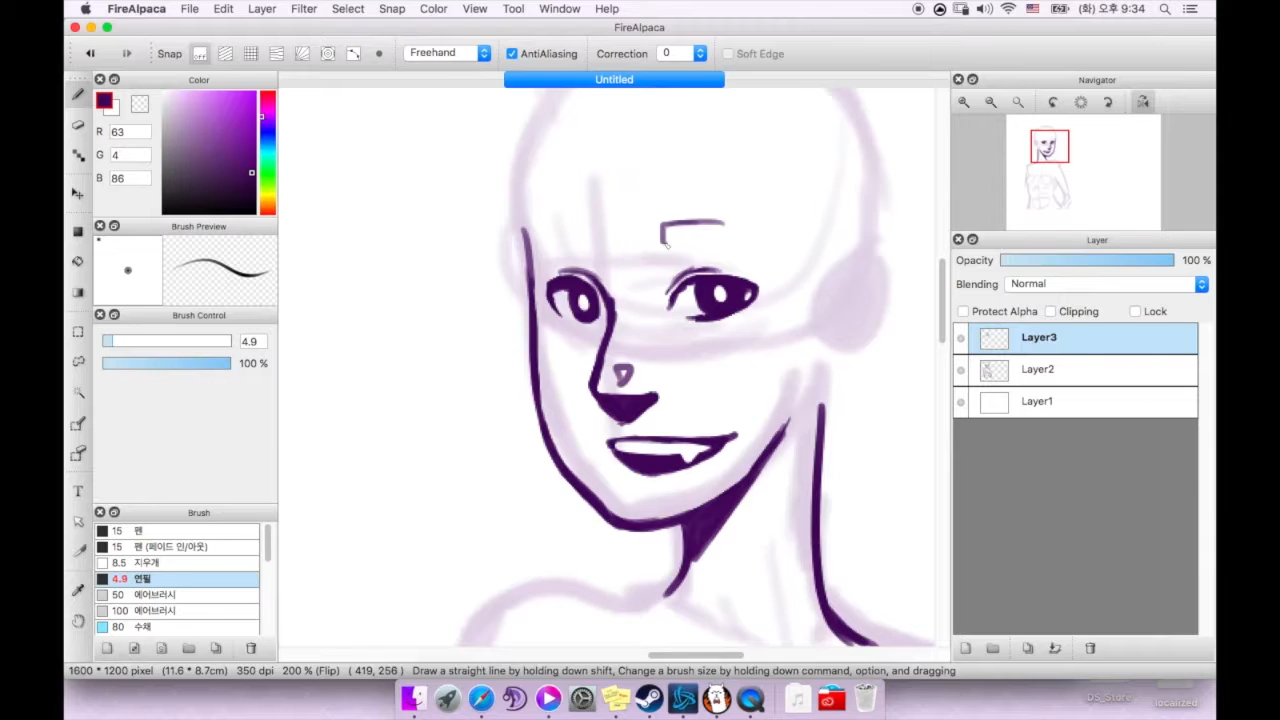 FireAlpaca File Edit Layer Filter Select Snap Color View Tool Window Help (화) 오후 9:34
FireAlpaca
Snap off Freehand AntiAliasing Correction 0 Soft Edge
Color
Untitled
Navigator
R 63
G 4
B 86
Brush Preview
Brush Control
4.9
100 %
Layer
Opacity 100 %
Blending Normal
Protect Alpha Clipping Lock
Layer3
Layer2
Layer1
Brush
15 펜
15 펜 (페이드 인/아웃)
8.5 지우개
4.9 연필
50 에어브러시
100 에어브러시
80 수채
1600 * 1200 pixel (11.6 * 8.7cm) 350 dpi 200 % (Flip) ( 419, 256 ) Draw a straight line by holding down shift, Change a brush size by holding down command, option, and dragging
DS_Store
localized